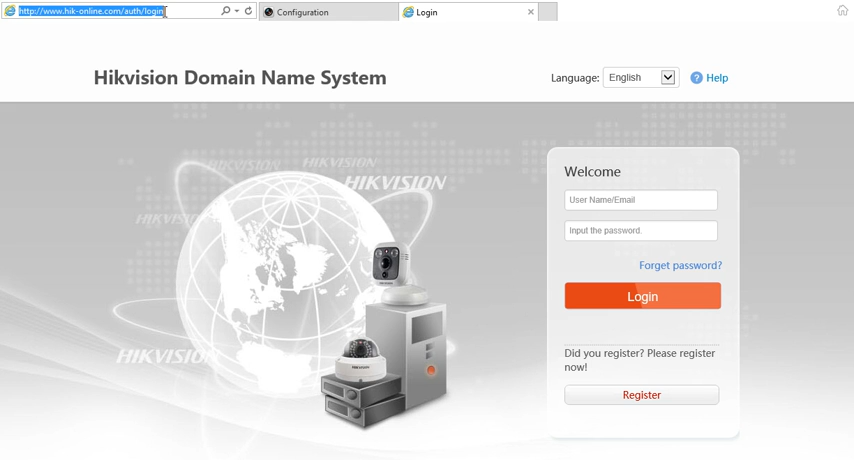 http://www.hik-online.com/auth/login
Configuration
Login
Hikvision Domain Name System
Language:
English
Help
HIKVISION
HIKVISION
HIKVISION
HIKVISION
HIKVISION
Welcome
User Name/Email
Input the password.
Forget password?
Login
Did you register? Please register
now!
Register
HIKVISION